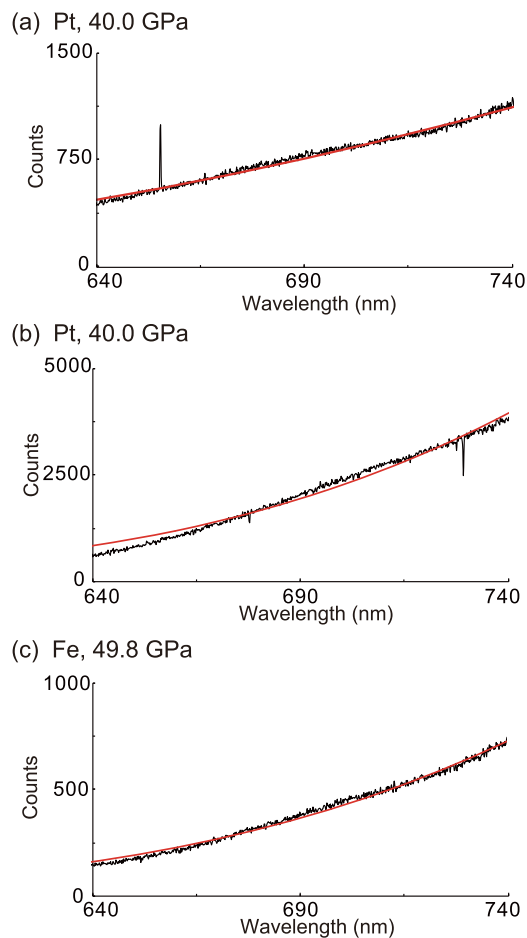 (a) Pt, 40.0 GPa
1500
750
0
Counts
640 690 740
Wavelength (nm)
(b) Pt, 40.0 GPa
5000
2500
0
Counts
640 690 740
Wavelength (nm)
(c) Fe, 49.8 GPa
1000
500
0
Counts
640 690 740
Wavelength (nm)